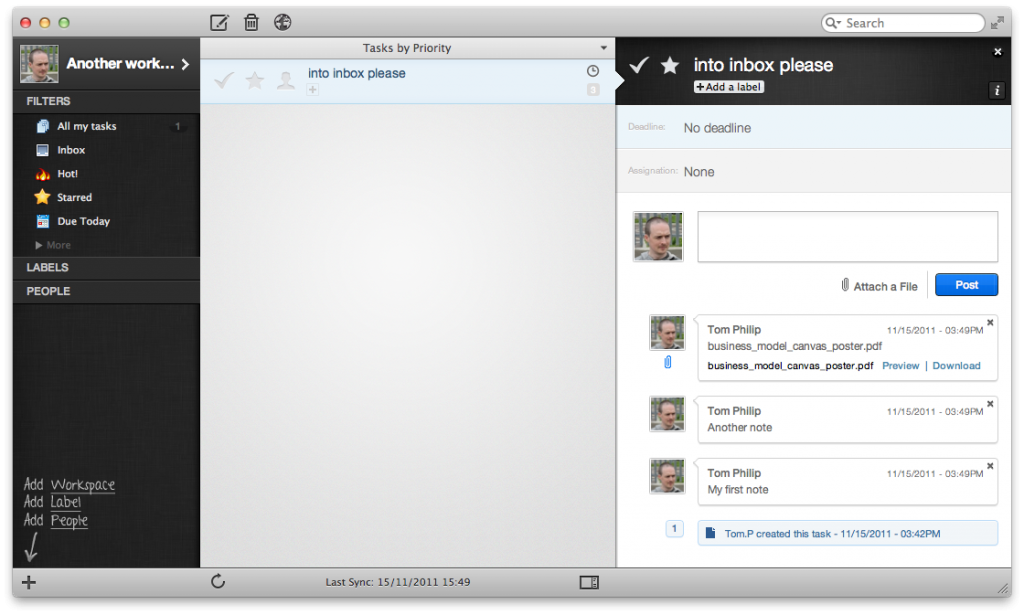 Search
Another work...
FILTERS
All my tasks 1
Inbox
Hot!
Starred
Due Today
More
LABELS
PEOPLE
Add Workspace
Add Label
Add People
Tasks by Priority
into inbox please
+
3
Last Sync: 15/11/2011 15:49
into inbox please
+Add a label
i
Deadline: No deadline
Assignation: None
Attach a File
Post
Tom Philip 11/15/2011 - 03:49PM
business_model_canvas_poster.pdf
business_model_canvas_poster.pdf Preview | Download
Tom Philip 11/15/2011 - 03:49PM
Another note
Tom Philip 11/15/2011 - 03:49PM
My first note
1 Tom.P created this task - 11/15/2011 - 03:42PM